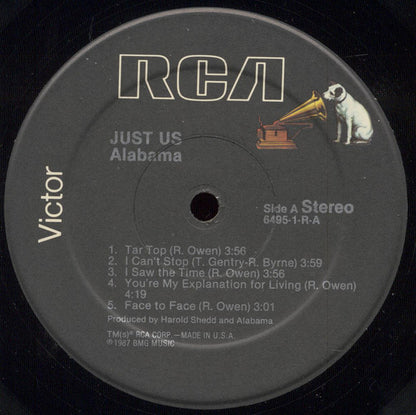 RCA
Victor
JUST US
Alabama
Side A Stereo
6495-1-R-A
1. Tar Top (R. Owen) 3:56
2. I Can't Stop (T. Gentry-R. Byrne) 3:59
3. I Saw the Time (R. Owen) 3:56
4. You're My Explanation for Living (R. Owen)
4:19
5. Face to Face (R. Owen) 3:01
Produced by Harold Shedd and Alabama
TM(s)® RCA CORP.—MADE IN U.S.A.
℗1987 BMG MUSIC